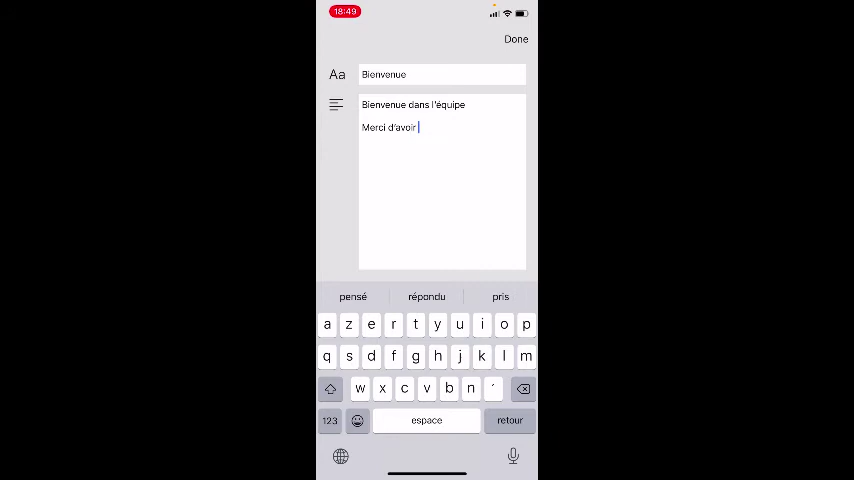 18:49
Done
Aa Bienvenue
Bienvenue dans l'équipe
Merci d'avoir
pensé répondu pris
a z e r t y u i o p
q s d f g h j k l m
w x c v b n ´
123 espace retour